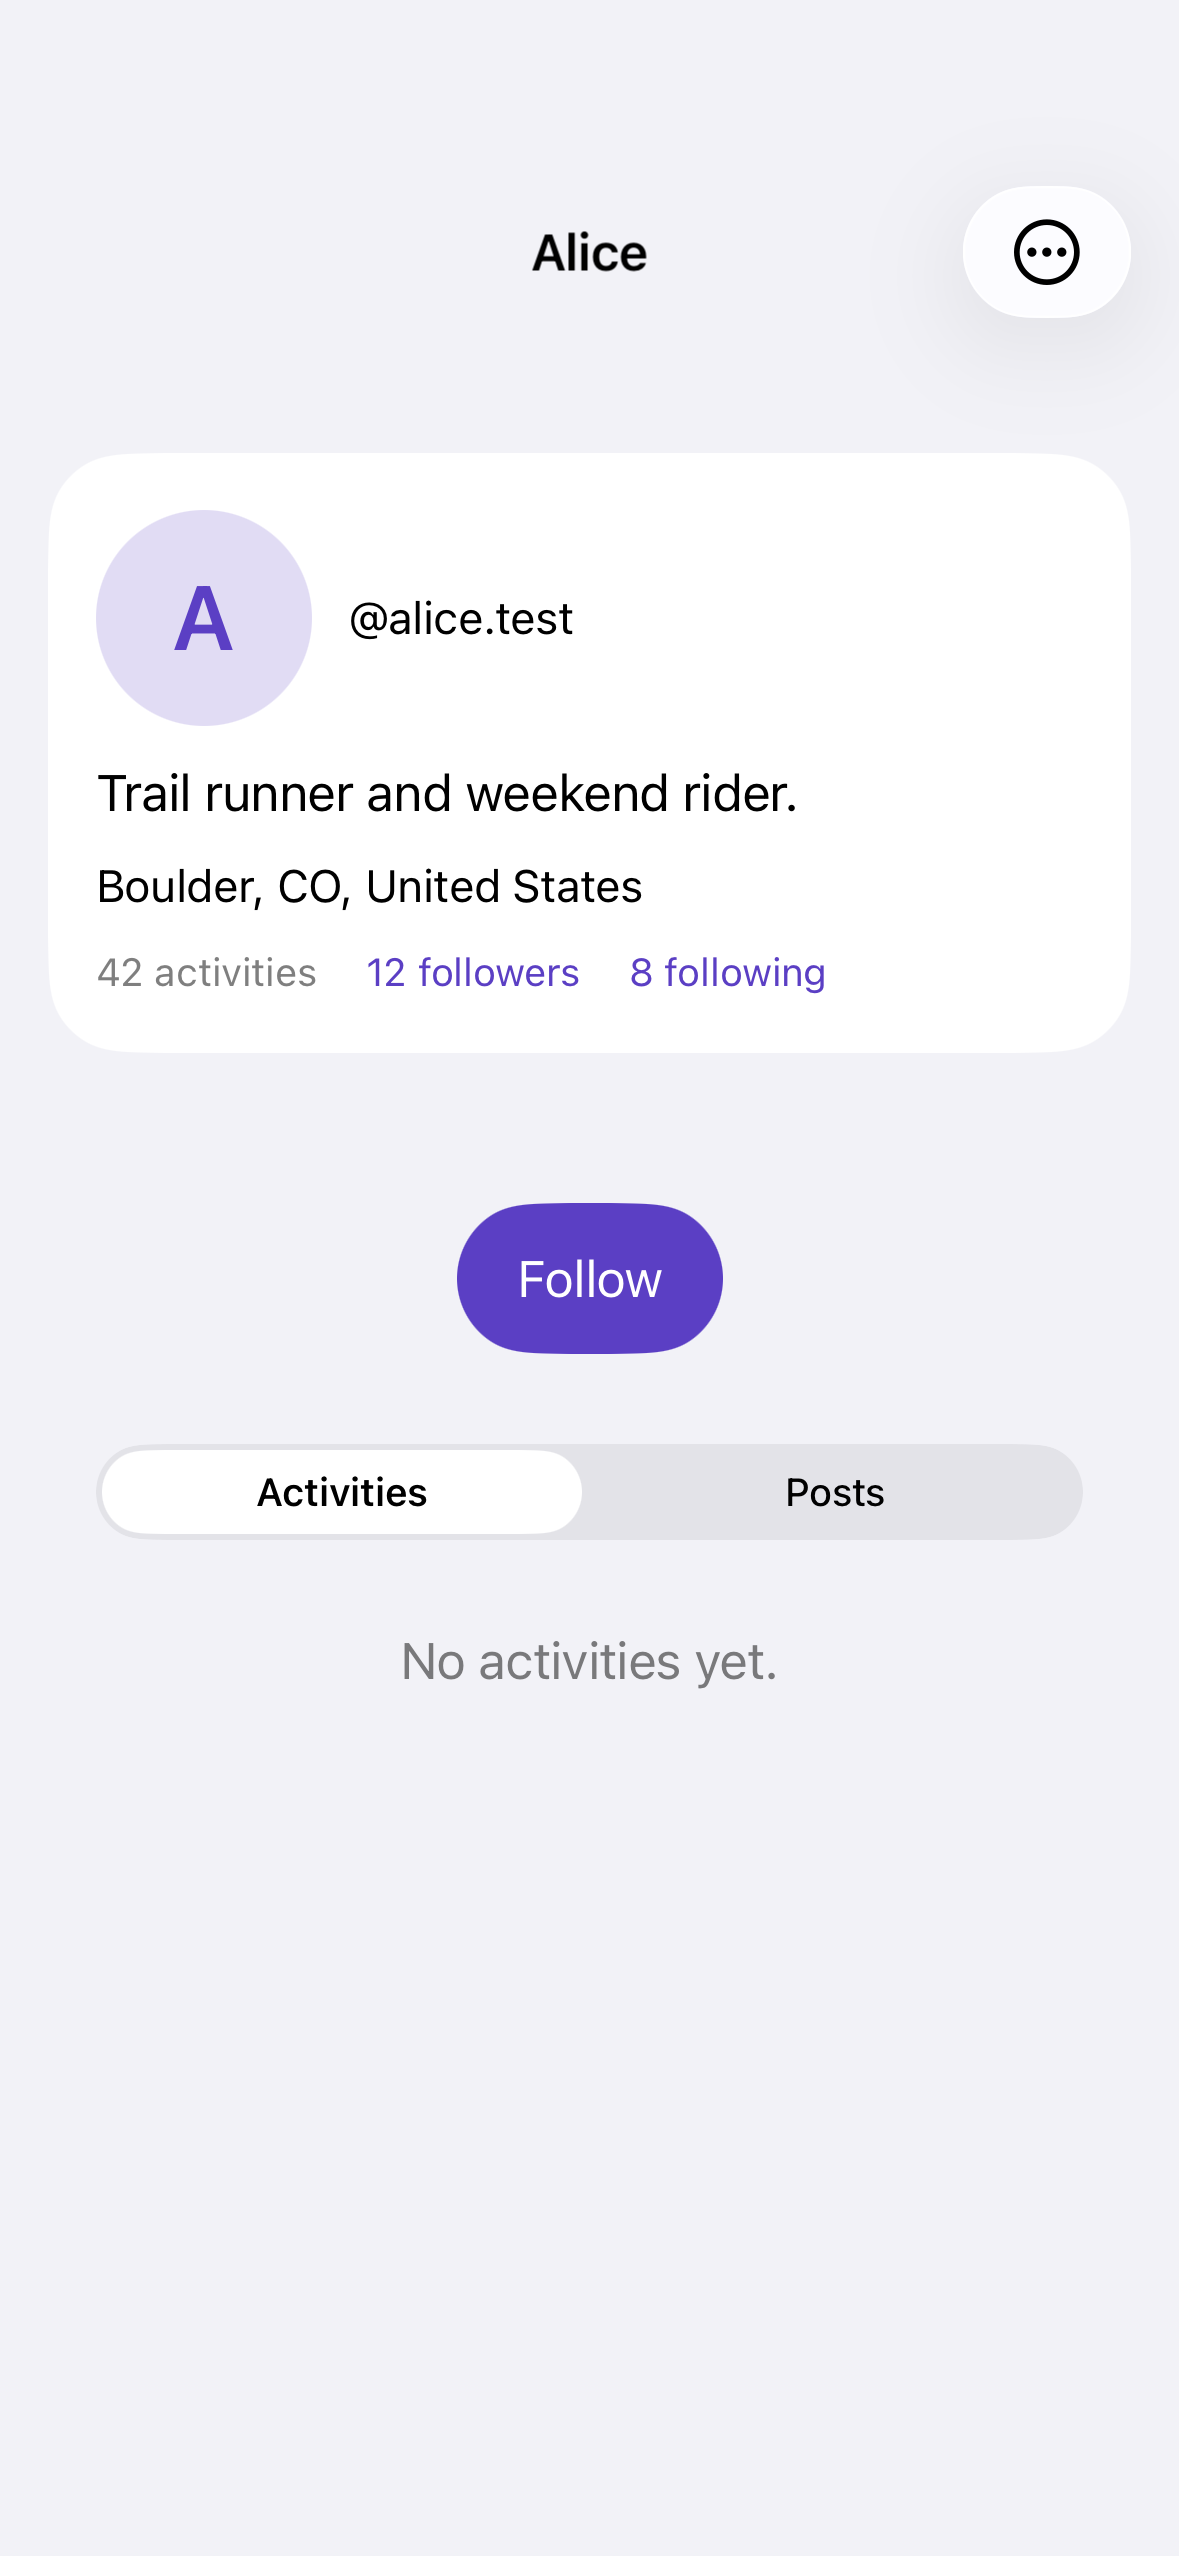 Alice
A
@alice.test
Trail runner and weekend rider.
Boulder, CO, United States
42 activities 12 followers 8 following
Follow
Activities Posts
No activities yet.